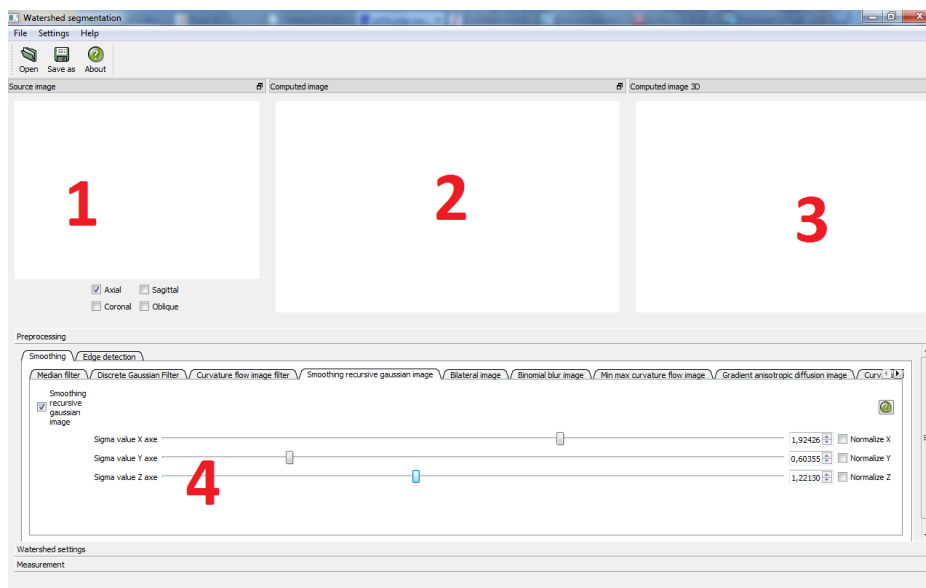 Watershed segmentation
File Settings Help
Open Save as About
Source image Computed image Computed image 3D
1 2 3
Axial Sagittal
Coronal Oblique
Preprocessing
Smoothing Edge detection
Median filter Discrete Gaussian Filter Curvature flow image filter Smoothing recursive gaussian image Bilateral image Binomial blur image Min max curvature flow image Gradient anisotropic diffusion image
Smoothing
recursive
gaussian
image
Sigma value X axe 1,92426 Normalize X
Sigma value Y axe 0,60355 Normalize Y
Sigma value Z axe 1,22130 Normalize Z
4
Watershed settings
Measurement